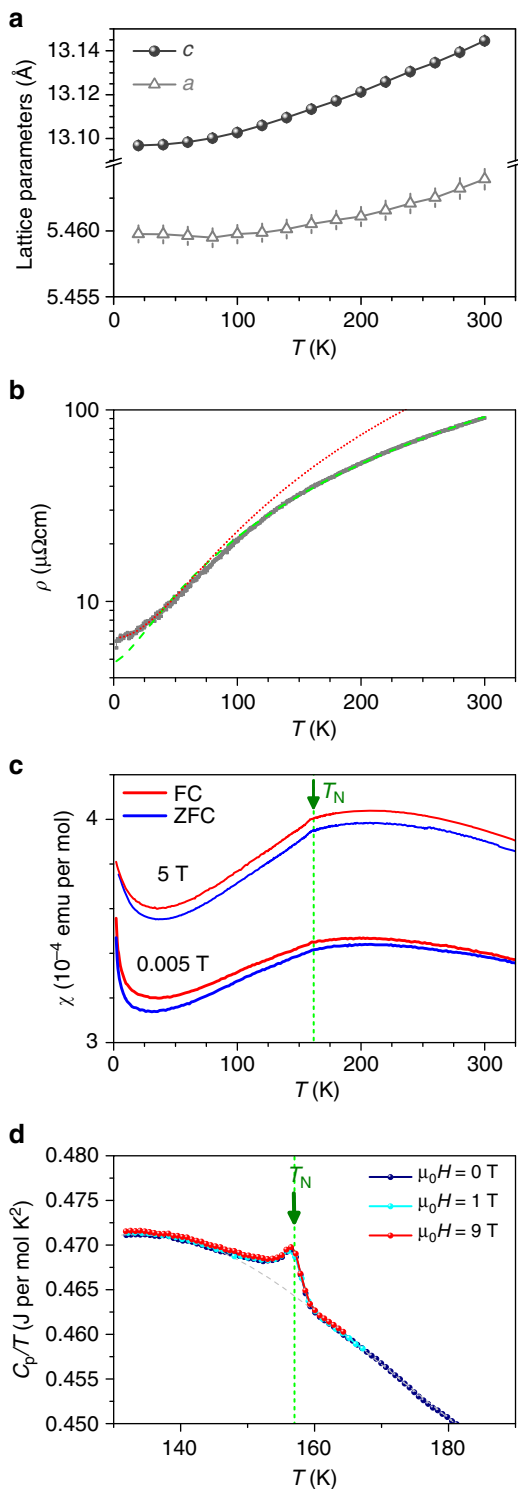 a
13.14
13.12
13.10
5.460
5.455
Lattice parameters (Å)
c
a
0
100
200
300
T (K)
b
100
10
ρ (μΩcm)
0
100
200
300
T (K)
c
FC
ZFC
T_N
5 T
0.005 T
4
3
χ (10⁻⁴ emu per mol)
0
100
200
300
T (K)
d
0.480
0.475
0.470
0.465
0.460
0.455
0.450
C_p/T (J per mol K²)
T_N
μ₀H = 0 T
μ₀H = 1 T
μ₀H = 9 T
140
160
180
T (K)